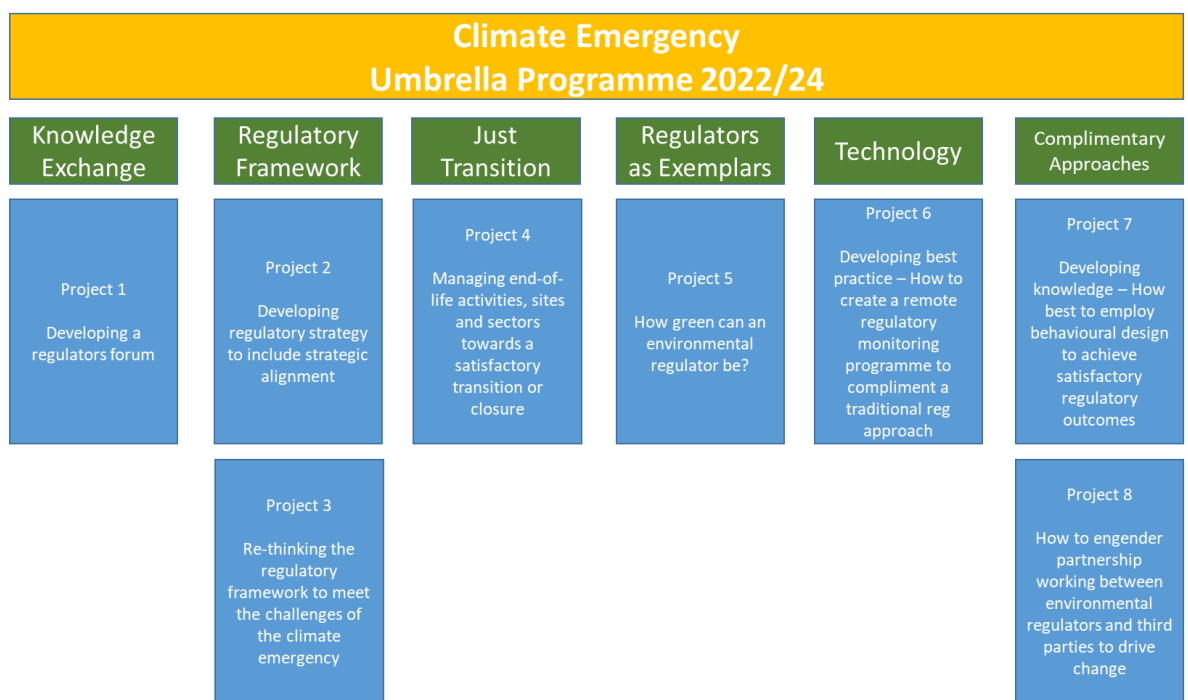 Climate Emergency
Umbrella Programme 2022/24
Knowledge
Exchange
Regulatory
Framework
Just
Transition
Regulators
as Exemplars
Technology
Complimentary
Approaches
Project 1
Developing a
regulators forum
Project 2
Developing
regulatory strategy
to include strategic
alignment
Project 4
Managing end-of-
life activities, sites
and sectors
towards a
satisfactory
transition or
closure
Project 5
How green can an
environmental
regulator be?
Project 6
Developing best
practice – How to
create a remote
regulatory
monitoring
programme to
compliment a
traditional reg
approach
Project 7
Developing
knowledge – How
best to employ
behavioural design
to achieve
satisfactory
regulatory
outcomes
Project 3
Re-thinking the
regulatory
framework to meet
the challenges of
the climate
emergency
Project 8
How to engender
partnership
working between
environmental
regulators and third
parties to drive
change